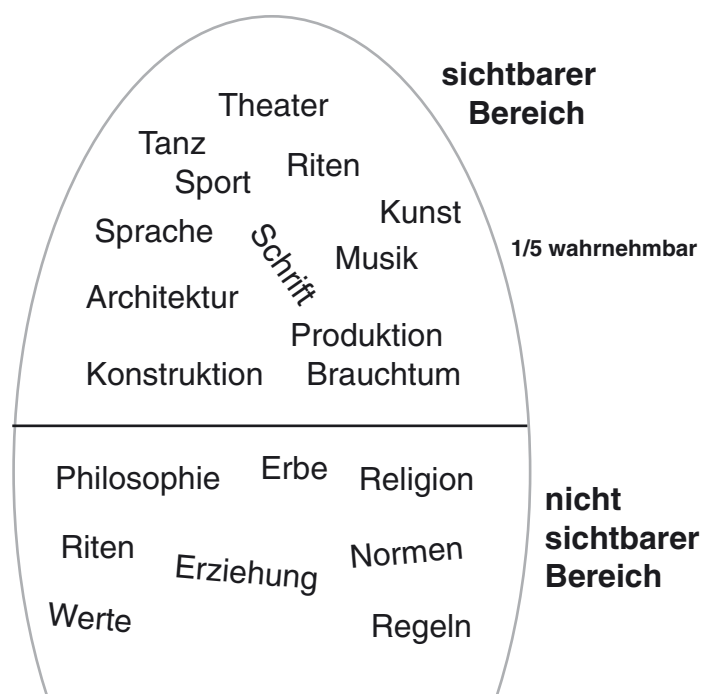 sichtbarer
Bereich
Theater
Tanz
Riten
Sport
Kunst
Sprache
Schrift
Musik
1/5 wahrnehmbar
Architektur
Produktion
Konstruktion
Brauchtum
Philosophie
Erbe
Religion
nicht
sichtbarer
Bereich
Riten
Erziehung
Normen
Werte
Regeln